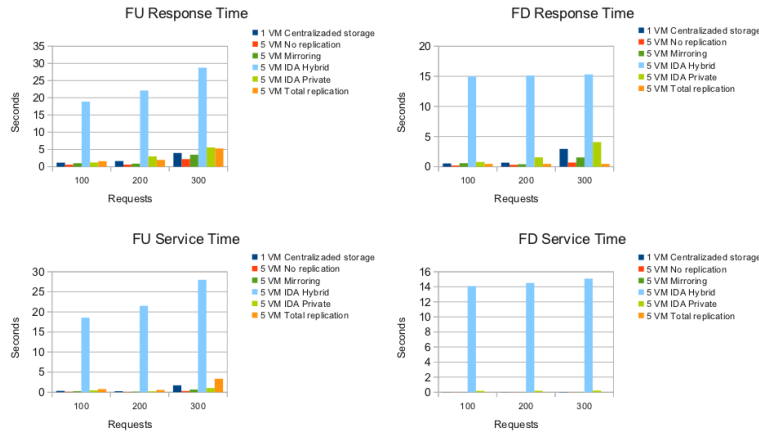 FU Response Time
35
30
25
20
15
10
5
0
Seconds
100 200 300
Requests
1 VM Centralizaded storage
5 VM No replication
5 VM Mirroring
5 VM IDA Hybrid
5 VM IDA Private
5 VM Total replication
FD Response Time
20
15
10
5
0
Seconds
100 200 300
Requests
1 VM Centralizaded storage
5 VM No replication
5 VM Mirroring
5 VM IDA Hybrid
5 VM IDA Private
5 VM Total replication
FU Service Time
30
25
20
15
10
5
0
Seconds
100 200 300
Requests
1 VM Centralizaded storage
5 VM No replication
5 VM Mirroring
5 VM IDA Hybrid
5 VM IDA Private
5 VM Total replication
FD Service Time
16
14
12
10
8
6
4
2
0
Seconds
100 200 300
Requests
1 VM Centralizaded storage
5 VM No replication
5 VM Mirroring
5 VM IDA Hybrid
5 VM IDA Private
5 VM Total replication